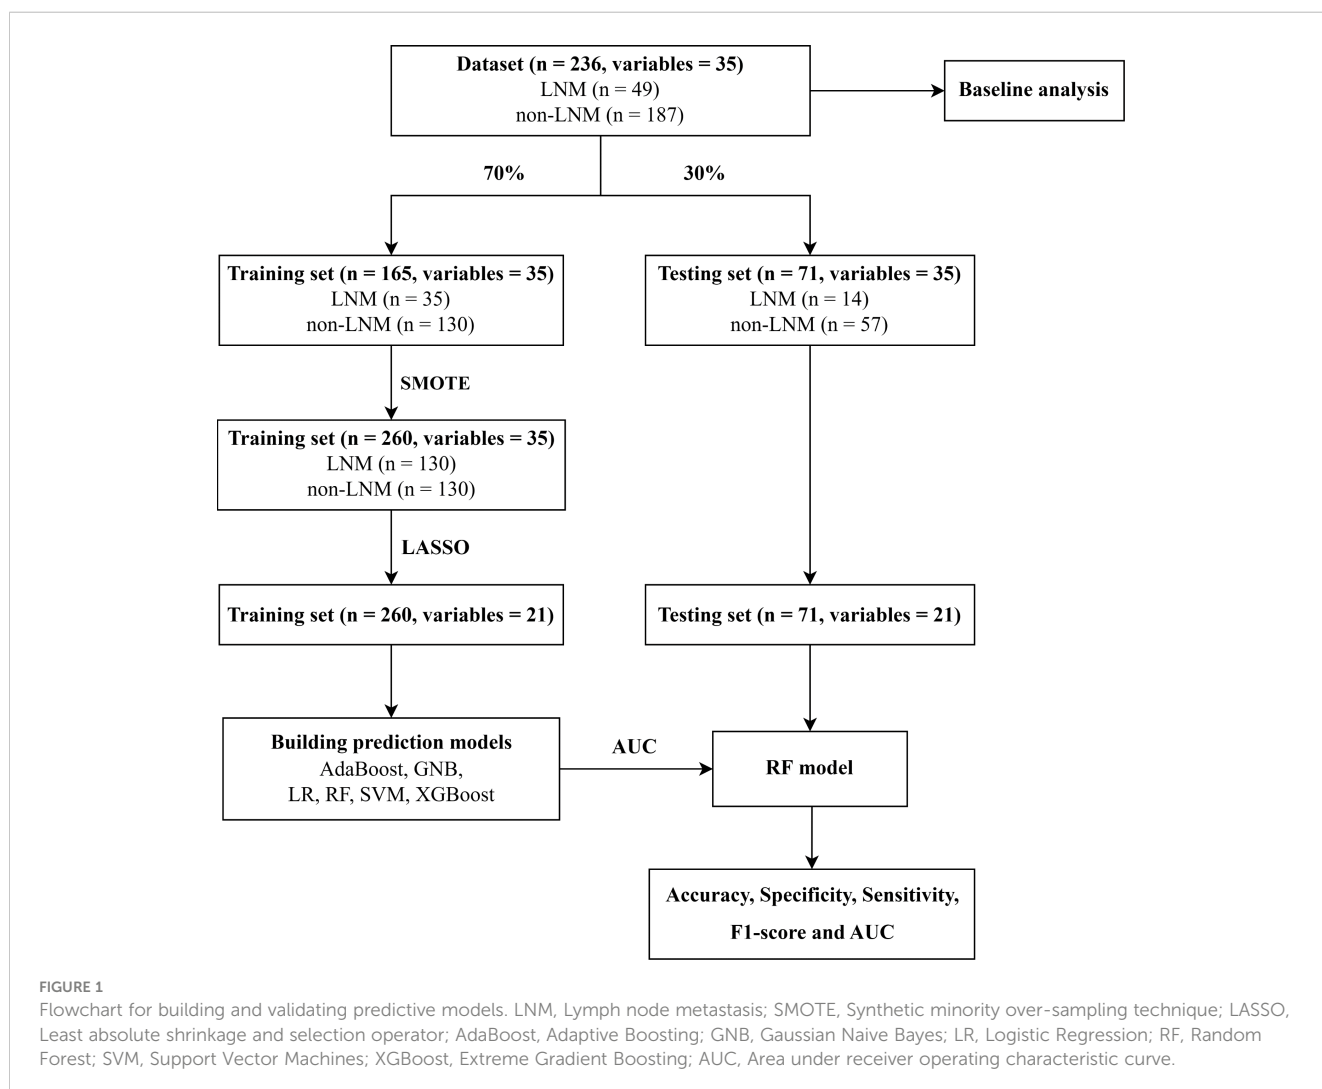 Dataset (n = 236, variables = 35)
LNM (n = 49)
non-LNM (n = 187)
Baseline analysis
70%
30%
Training set (n = 165, variables = 35)
LNM (n = 35)
non-LNM (n = 130)
Testing set (n = 71, variables = 35)
LNM (n = 14)
non-LNM (n = 57)
SMOTE
Training set (n = 260, variables = 35)
LNM (n = 130)
non-LNM (n = 130)
LASSO
Training set (n = 260, variables = 21)
Testing set (n = 71, variables = 21)
Building prediction models
AdaBoost, GNB,
LR, RF, SVM, XGBoost
AUC
RF model
Accuracy, Specificity, Sensitivity,
F1-score and AUC
FIGURE 1
Flowchart for building and validating predictive models. LNM, Lymph node metastasis; SMOTE, Synthetic minority over-sampling technique; LASSO,
Least absolute shrinkage and selection operator; AdaBoost, Adaptive Boosting; GNB, Gaussian Naive Bayes; LR, Logistic Regression; RF, Random
Forest; SVM, Support Vector Machines; XGBoost, Extreme Gradient Boosting; AUC, Area under receiver operating characteristic curve.